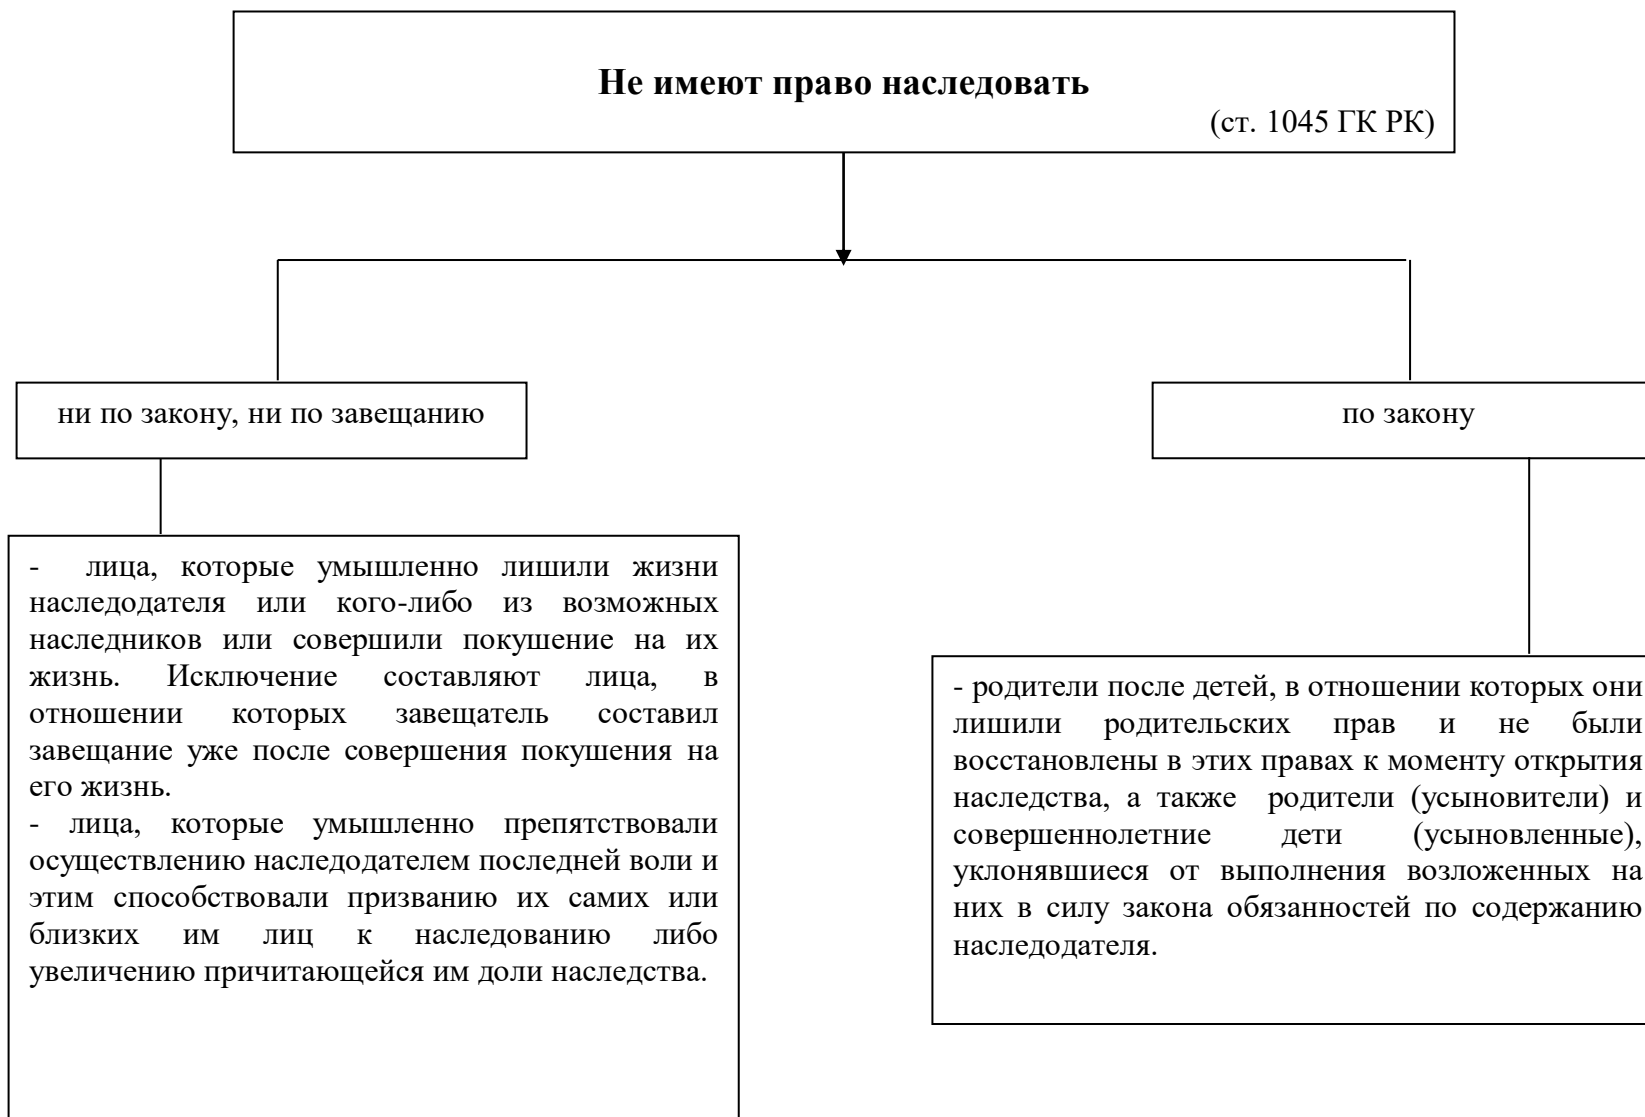 Не имеют право наследовать
(ст. 1045 ГК РК)
ни по закону, ни по завещанию
по закону
- лица, которые умышленно лишили жизни
наследодателя или кого-либо из возможных
наследников или совершили покушение на их
жизнь. Исключение составляют лица, в
отношении которых завещатель составил
завещание уже после совершения покушения на
его жизнь.
- лица, которые умышленно препятствовали
осуществлению наследодателем последней воли и
этим способствовали призванию их самих или
близких им лиц к наследованию либо
увеличению причитающейся им доли наследства.
- родители после детей, в отношении которых они
лишили родительских прав и не были
восстановлены в этих правах к моменту открытия
наследства, а также родители (усыновители) и
совершеннолетние дети (усыновленные),
уклонявшиеся от выполнения возложенных на
них в силу закона обязанностей по содержанию
наследодателя.